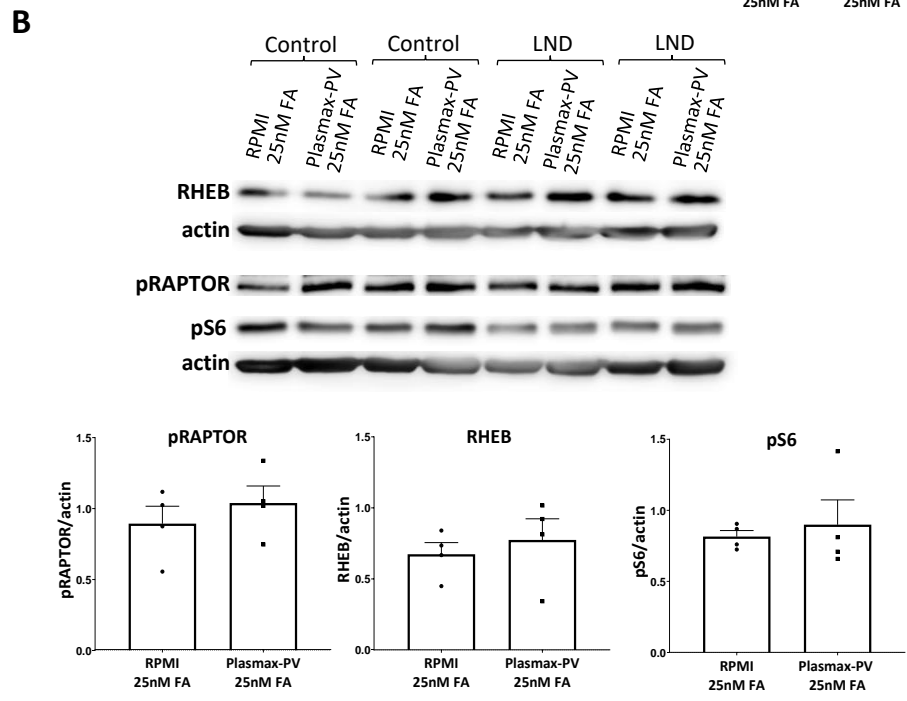 25nM FA 25nM FA
B
Control Control LND LND
RPMI 25nM FA
Plasmax-PV 25nM FA
RPMI 25nM FA
Plasmax-PV 25nM FA
RPMI 25nM FA
Plasmax-PV 25nM FA
RPMI 25nM FA
Plasmax-PV 25nM FA
RHEB
actin
pRAPTOR
pS6
actin
pRAPTOR
pRAPTOR/actin
1.5
1.0
0.5
0.0
RPMI Plasmax-PV
25nM FA 25nM FA
RHEB
RHEB/actin
1.5
1.0
0.5
0.0
RPMI Plasmax-PV
25nM FA 25nM FA
pS6
pS6/actin
1.5
1.0
0.5
0.0
RPMI Plasmax-PV
25nM FA 25nM FA